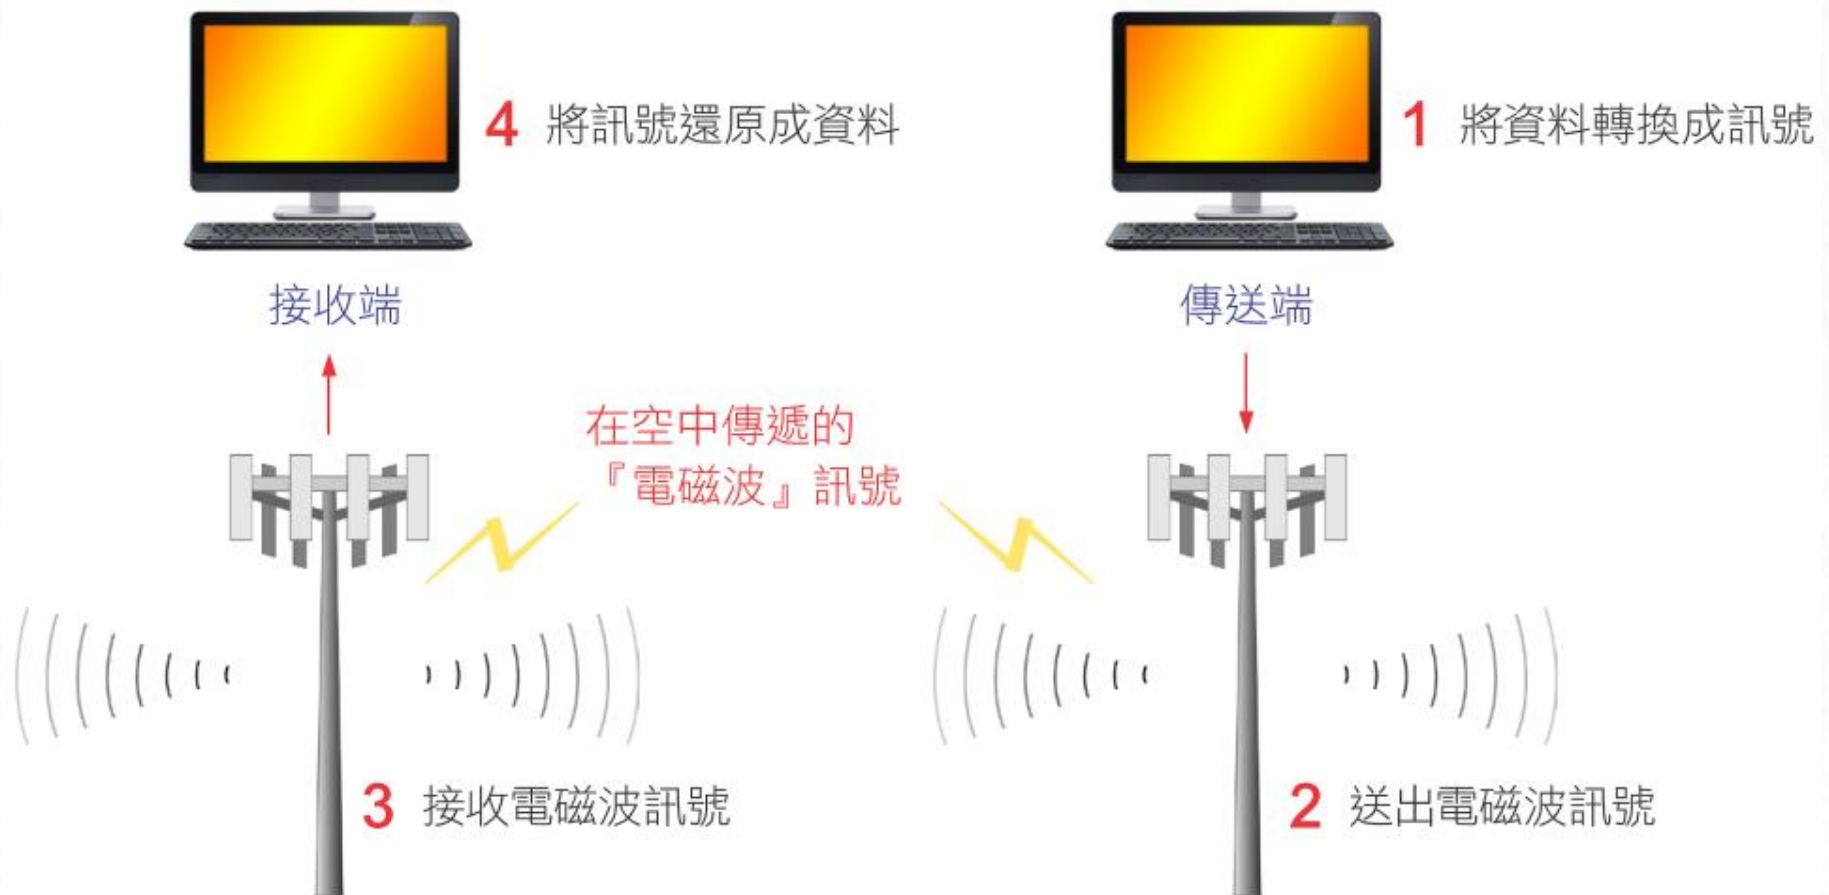 4 將訊號還原成資料
1 將資料轉換成訊號
接收端
傳送端
在空中傳遞的
『電磁波』訊號
3 接收電磁波訊號
2 送出電磁波訊號